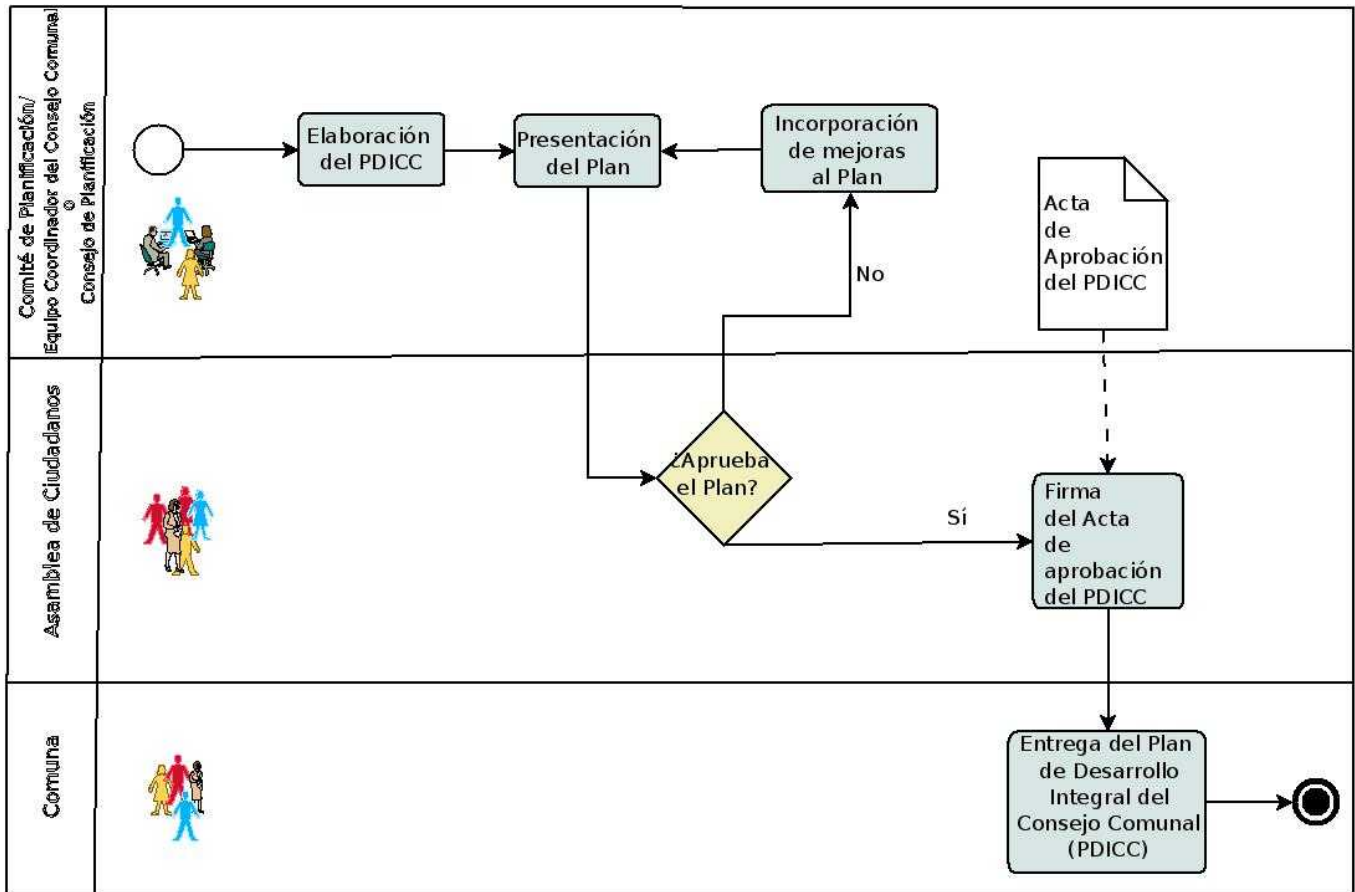 Comité de Planificación/
Equipo Coordinador del Consejo Comunal
O
Consejo de Planificación
Elaboración
del PDICC
Presentación
del Plan
Incorporación
de mejoras
al Plan
Acta
de
Aprobación
del PDICC
No
Asamblea de Ciudadanos
¿Aprueba
el Plan?
Sí
Firma
del Acta
de
aprobación
del PDICC
Comuna
Entrega del Plan
de Desarrollo
Integral del
Consejo Comunal
(PDICC)